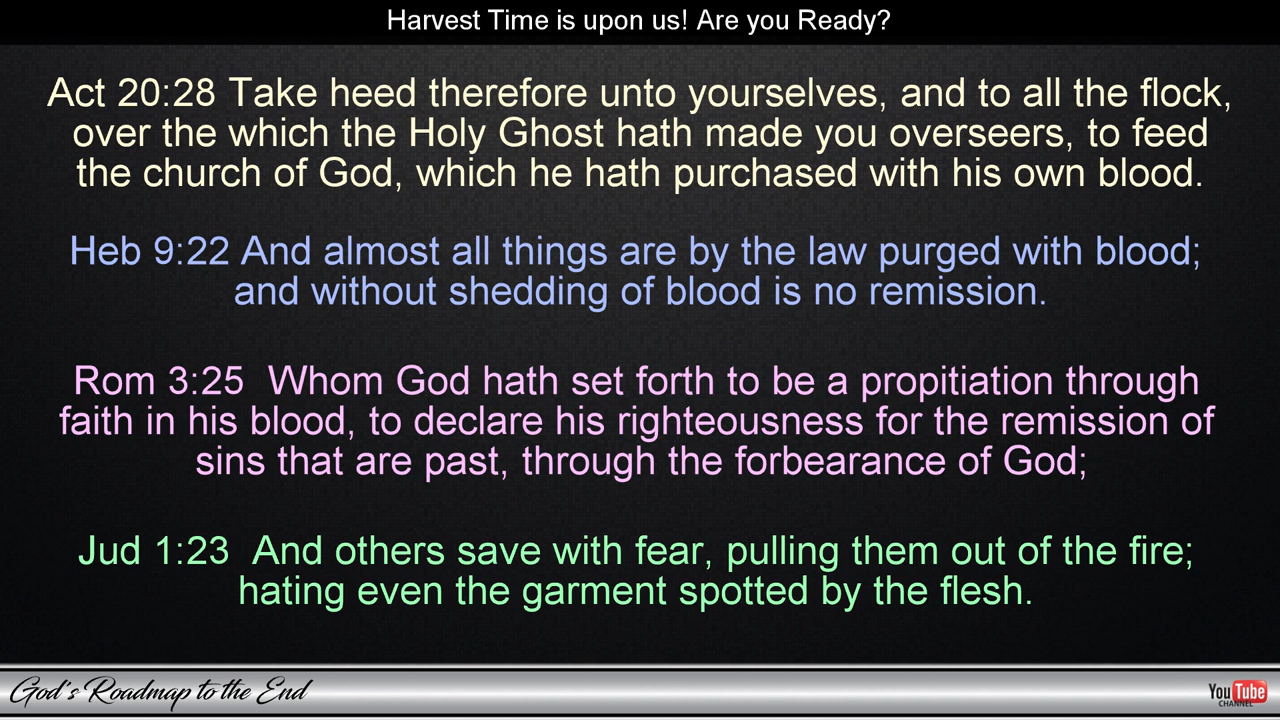 Harvest Time is upon us! Are you Ready?
Act 20:28 Take heed therefore unto yourselves, and to all the flock,
over the which the Holy Ghost hath made you overseers, to feed
the church of God, which he hath purchased with his own blood.
Heb 9:22 And almost all things are by the law purged with blood;
and without shedding of blood is no remission.
Rom 3:25  Whom God hath set forth to be a propitiation through
faith in his blood, to declare his righteousness for the remission of
sins that are past, through the forbearance of God;
Jud 1:23  And others save with fear, pulling them out of the fire;
hating even the garment spotted by the flesh.
God's Roadmap to the End
YouTube
CHANNEL